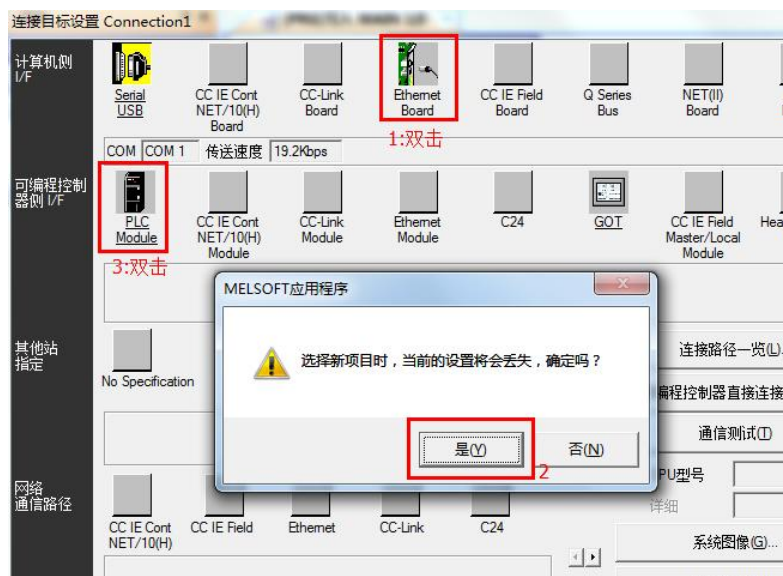 连接目标设置 Connection1
计算机侧
I/F
Serial
USB
CC IE Cont
NET/10(H)
Board
CC-Link
Board
Ethernet
Board
CC IE Field
Board
Q Series
Bus
NET(II)
Board
1:双击
COM COM 1 传送速度 19.2Kbps
可编程控制
器侧 I/F
PLC
Module
CC IE Cont
NET/10(H)
Module
CC-Link
Module
Ethernet
Module
C24
GOT
CC IE Field
Master/Local
Module
3:双击
MELSOFT应用程序
选择新项目时，当前的设置将会丢失，确定吗？
是(Y)
否(N)
2
其他站
指定
No Specification
连接路径一览(L)
编程控制器直接连接
通信测试(T)
PU型号
详细
系统图像(G)...
网络
通信路径
CC IE Cont
NET/10(H)
CC IE Field
Ethernet
CC-Link
C24